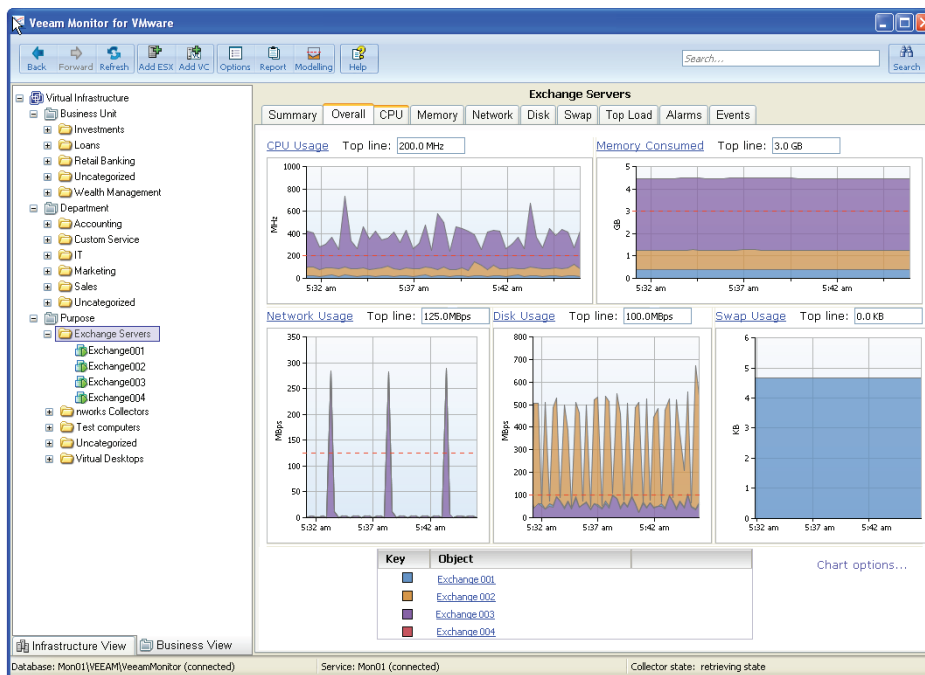 Veeam Monitor for VMware
Back Forward Refresh Add ESX Add VC Options Report Modelling Help Search... Search
Virtual Infrastructure
Business Unit
Investments
Loans
Retail Banking
Uncategorized
Wealth Management
Department
Accounting
Custom Service
IT
Marketing
Sales
Uncategorized
Purpose
Exchange Servers
Exchange001
Exchange002
Exchange003
Exchange004
nworks Collectors
Test computers
Uncategorized
Virtual Desktops
Infrastructure View Business View
Exchange Servers
Summary Overall CPU Memory Network Disk Swap Top Load Alarms Events
CPU Usage Top line: 200.0 MHz
1000
800
600
400
200
0
MHz
5:32 am 5:37 am 5:42 am
Memory Consumed Top line: 3.0 GB
5
4
3
2
1
0
GB
5:32 am 5:37 am 5:42 am
Network Usage Top line: 125.0MBps
350
300
250
200
150
100
50
0
MBps
5:32 am 5:37 am 5:42 am
Disk Usage Top line: 100.0MBps
800
700
600
500
400
300
200
100
0
MBps
5:32 am 5:37 am 5:42 am
Swap Usage Top line: 0.0 KB
6
5
4
3
2
1
0
KB
5:32 am 5:37 am 5:42 am
Key Object
Exchange 001
Exchange 002
Exchange 003
Exchange 004
Chart options...
Database: Mon01\VEEAM\VeeamMonitor (connected) Service: Mon01 (connected) Collector state: retrieving state